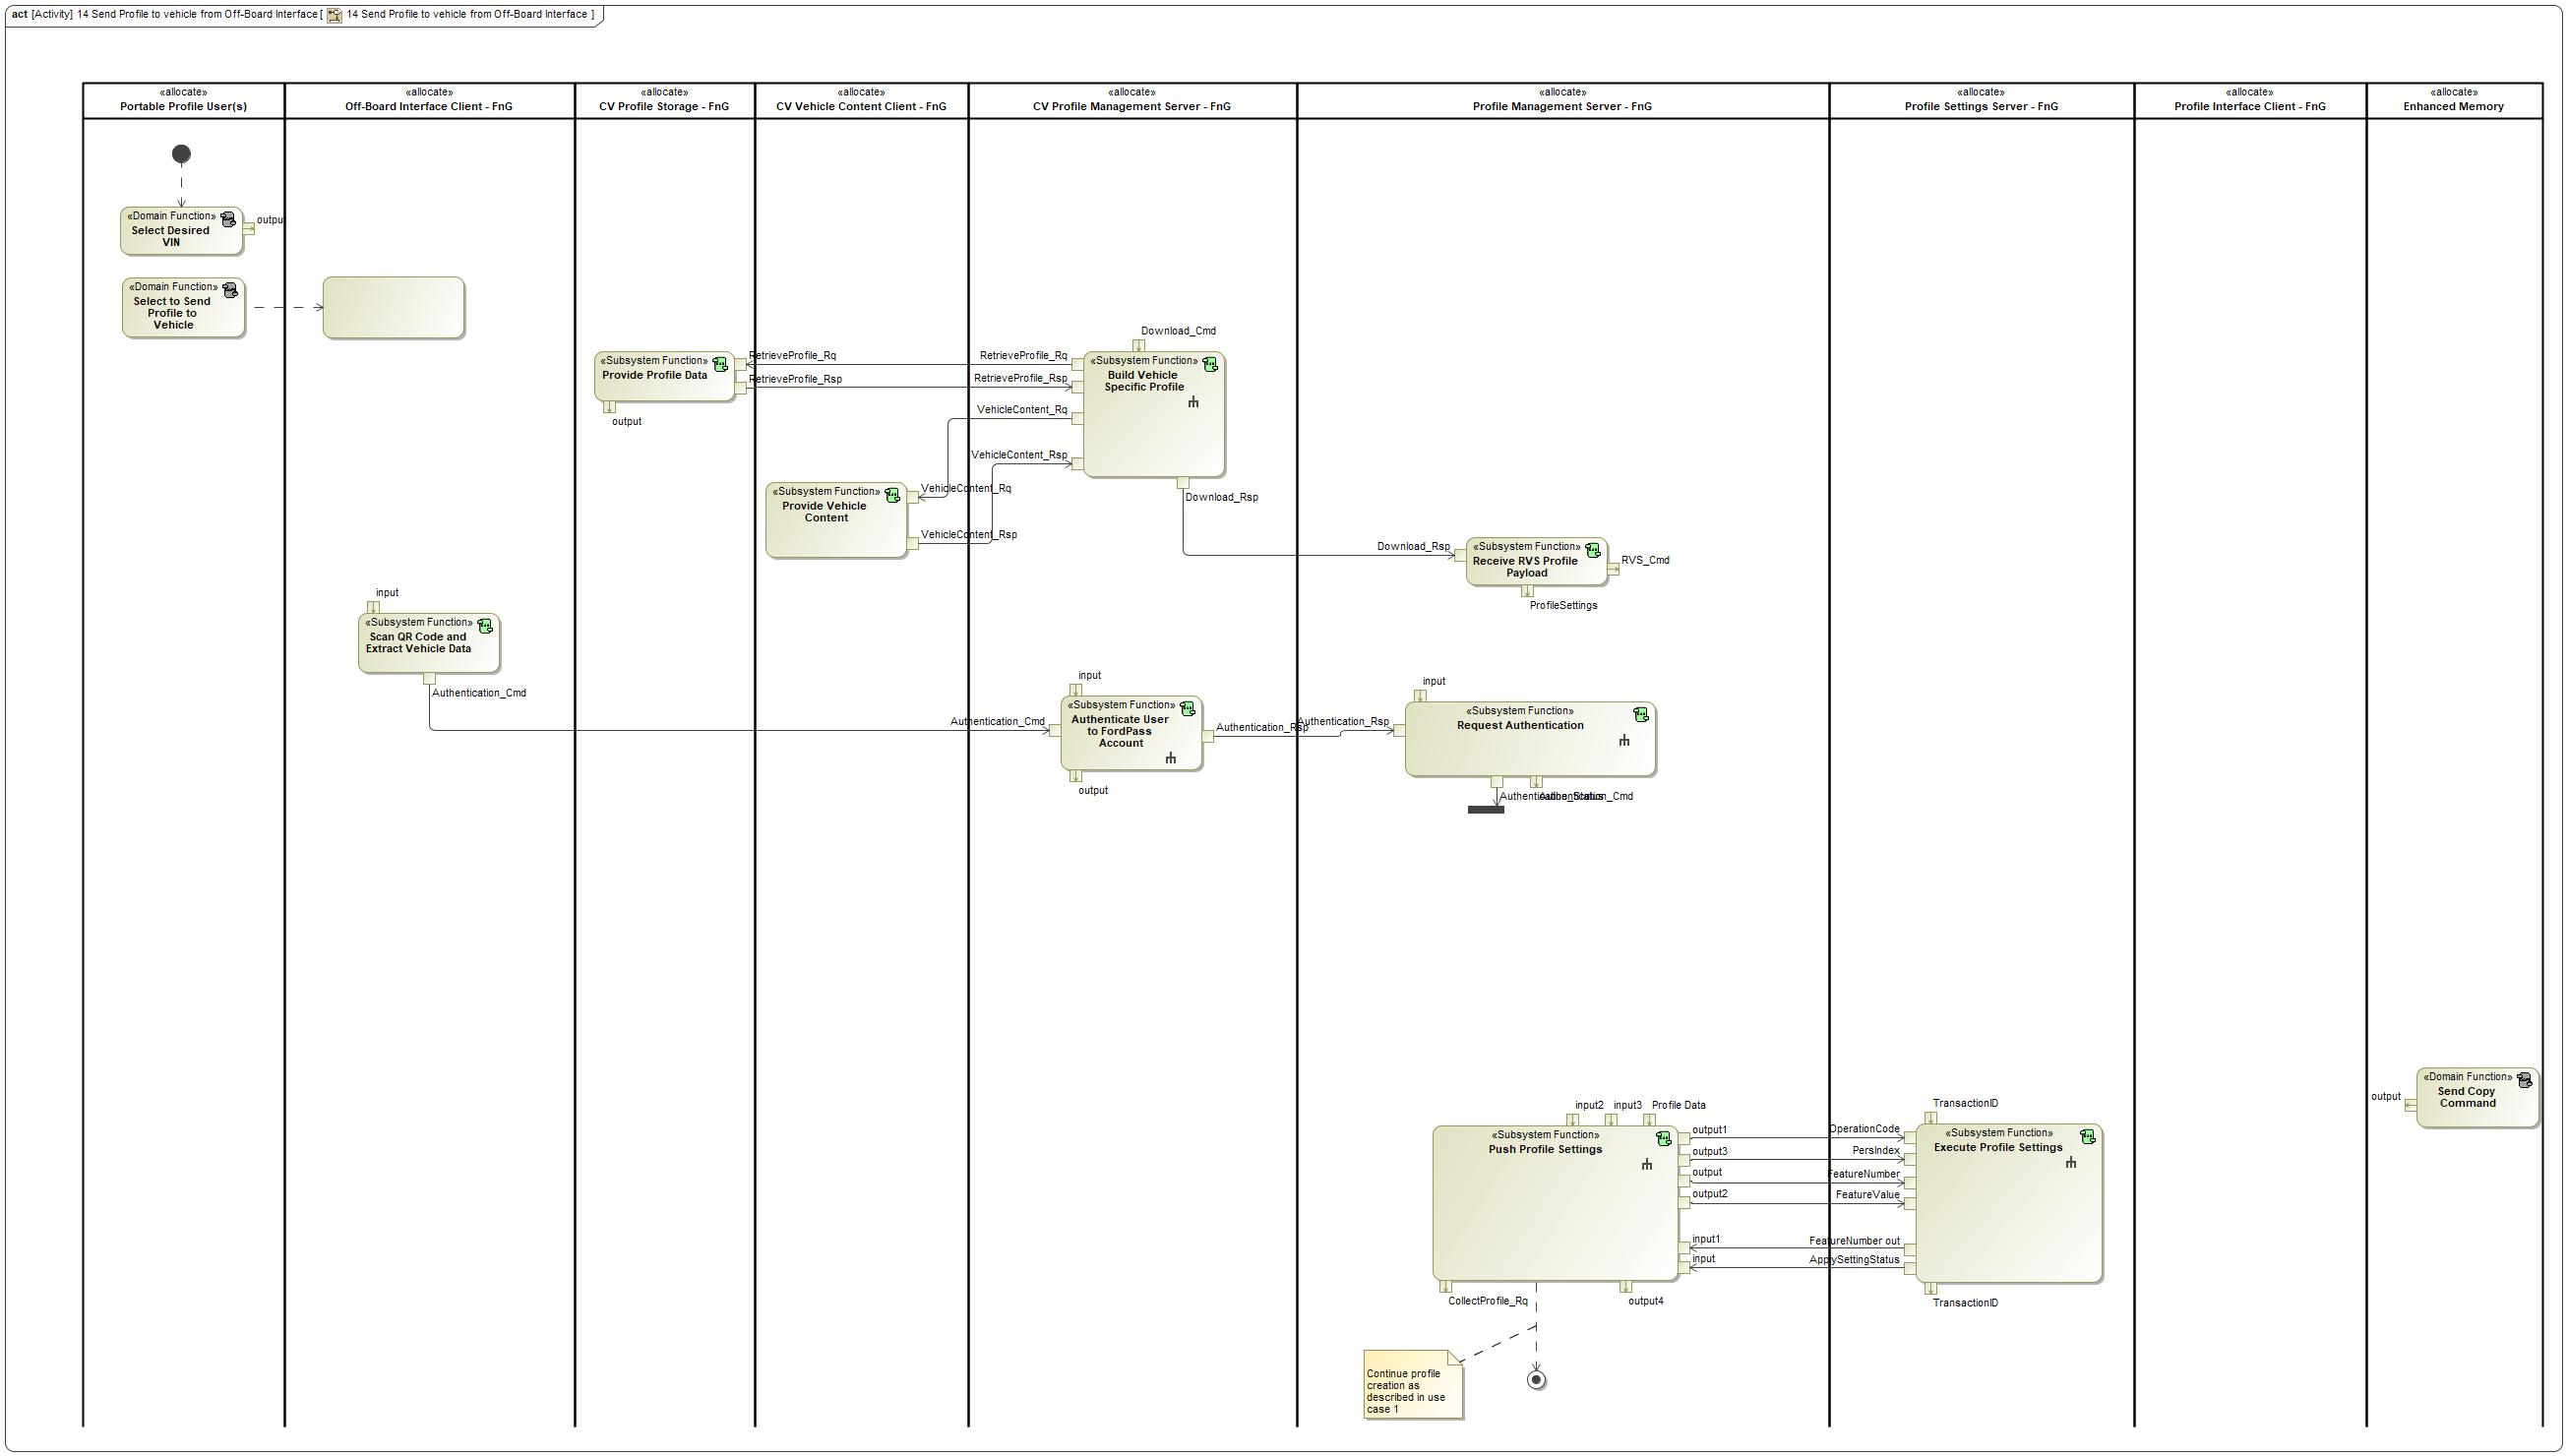 act [Activity] 14 Send Profile to vehicle from Off-Board Interface [ 14 Send Profile to vehicle from Off-Board Interface ]
«allocate»
Portable Profile User(s)
«allocate»
Off-Board Interface Client - FnG
«allocate»
CV Profile Storage - FnG
«allocate»
CV Vehicle Content Client - FnG
«allocate»
CV Profile Management Server - FnG
«allocate»
Profile Management Server - FnG
«allocate»
Profile Settings Server - FnG
«allocate»
Profile Interface Client - FnG
«allocate»
Enhanced Memory
«Domain Function»
Select Desired
VIN
output
«Domain Function»
Select to Send
Profile to
Vehicle
Download_Cmd
«Subsystem Function»
Provide Profile Data
RetrieveProfile_Rq
RetrieveProfile_Rsp
output
RetrieveProfile_Rq
RetrieveProfile_Rsp
VehicleContent_Rq
VehicleContent_Rsp
«Subsystem Function»
Build Vehicle
Specific Profile
Download_Rsp
«Subsystem Function»
Provide Vehicle
Content
VehicleContent_Rq
VehicleContent_Rsp
Download_Rsp
«Subsystem Function»
Receive RVS Profile
Payload
RVS_Cmd
ProfileSettings
input
«Subsystem Function»
Scan QR Code and
Extract Vehicle Data
Authentication_Cmd
input
Authentication_Cmd
«Subsystem Function»
Authenticate User
to FordPass
Account
Authentication_Rsp
output
input
Authentication_Rsp
«Subsystem Function»
Request Authentication
Authentication_Status
Authentication_Cmd
output
«Domain Function»
Send Copy
Command
input2
input3
Profile Data
«Subsystem Function»
Push Profile Settings
output1
output3
output
output2
input1
input
CollectProfile_Rq
output4
TransactionID
OperationCode
PersIndex
FeatureNumber
FeatureValue
FeatureNumber out
ApplySettingStatus
«Subsystem Function»
Execute Profile Settings
TransactionID
Continue profile
creation as
described in use
case 1